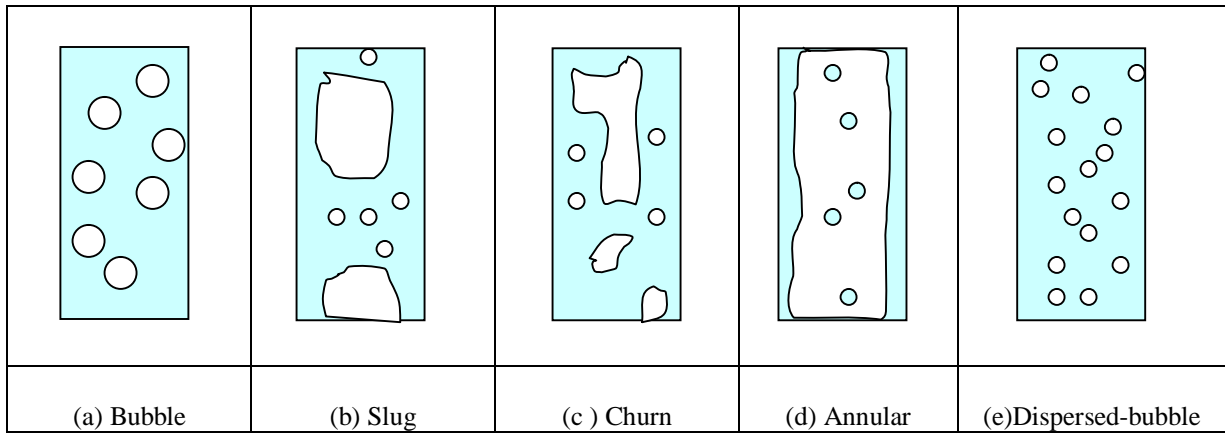 (a) Bubble
(b) Slug
(c ) Churn
(d) Annular
(e)Dispersed-bubble